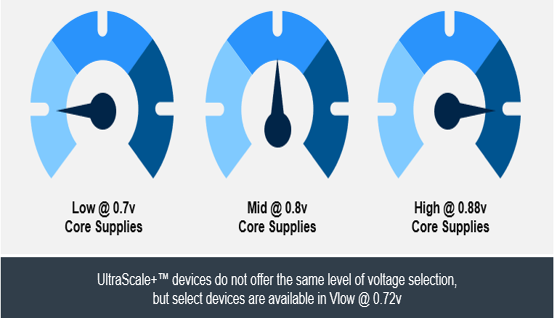 Low @ 0.7v
Core Supplies
Mid @ 0.8v
Core Supplies
High @ 0.88v
Core Supplies
UltraScale+™ devices do not offer the same level of voltage selection,
but select devices are available in Vlow @ 0.72v